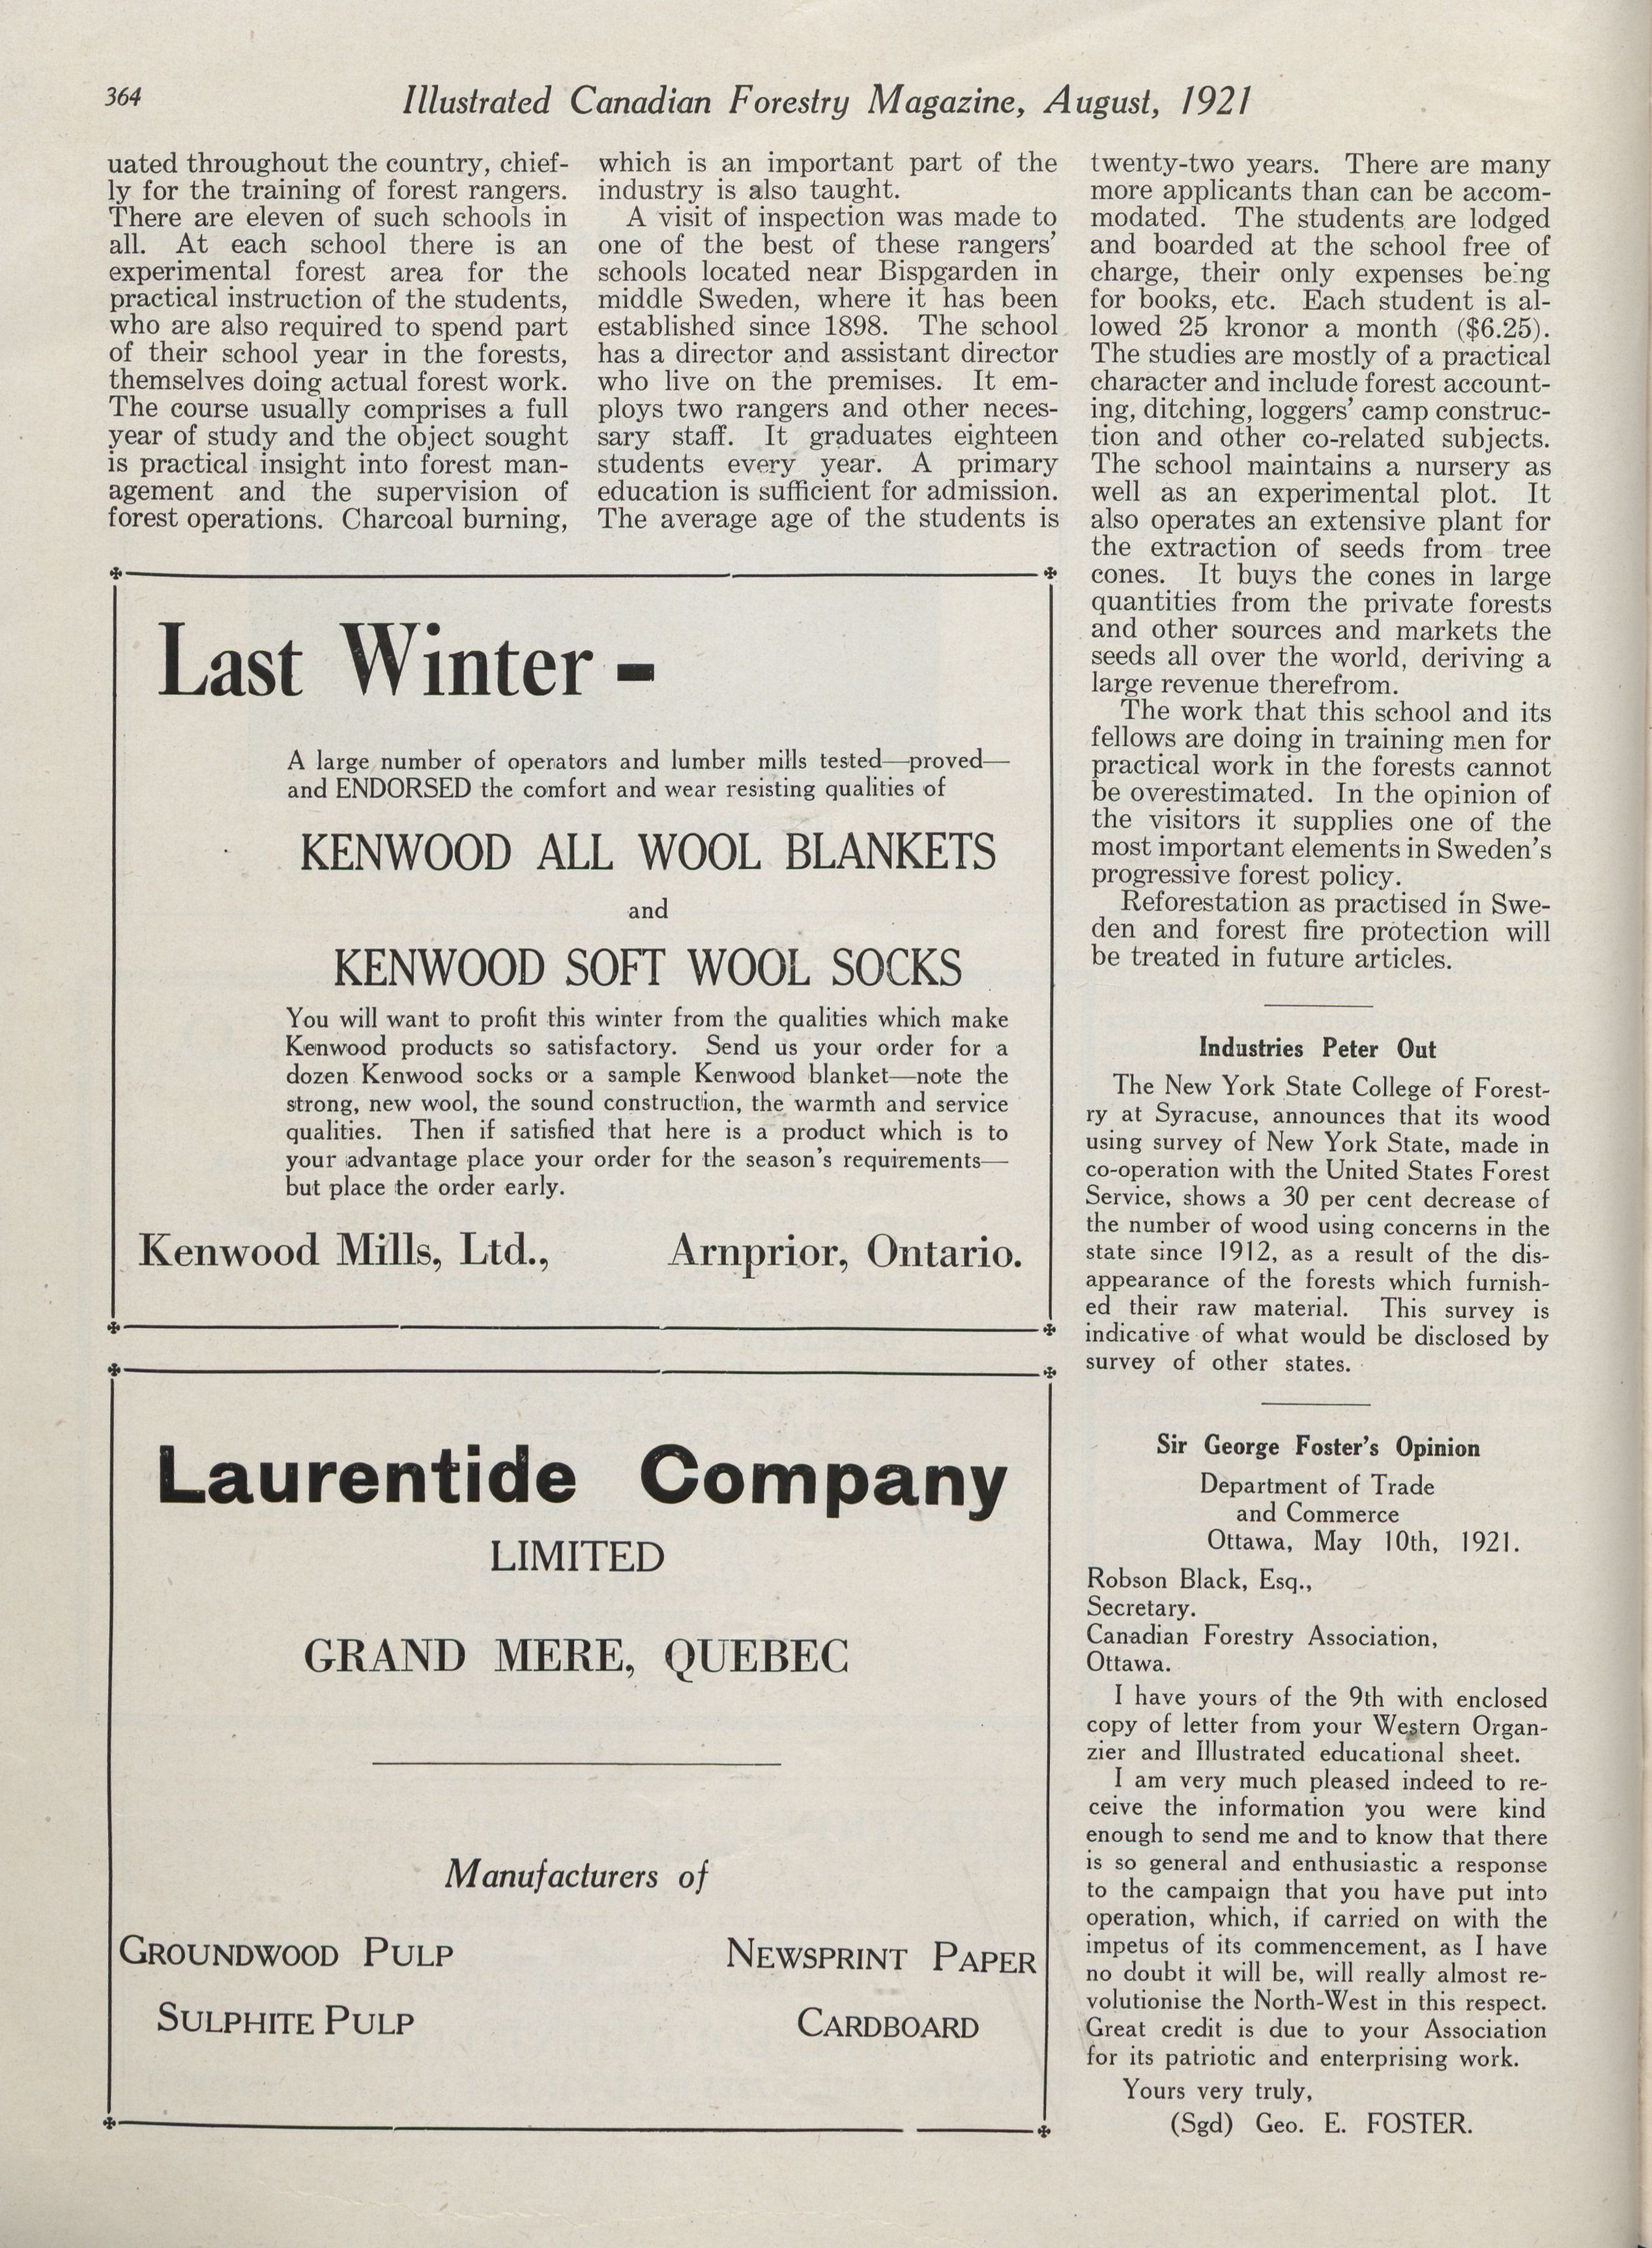 364
Illustrated Canadian Forestry Magazine, August, 1921
uated throughout the country, chief-
ly for the training of forest rangers.
There are eleven of such schools in
all. At each school there is an
experimental forest area for the
practical instruction of the students,
who are also required to spend part
of their school year in the forests,
themselves doing actual forest work.
The course usually comprises a full
year of study and the object sought
is practical insight into forest man-
agement and the supervision of
forest operations. Charcoal burning,
which is an important part of the
industry is also taught.
A visit of inspection was made to
one of the best of these rangers'
schools located near Bispgarden in
middle Sweden, where it has been
established since 1898. The school
has a director and assistant director
who live on the premises. It em-
ploys two rangers and other neces-
sary staff. It graduates eighteen
students every year. A primary
education is sufficient for admission.
The average age of the students is
twenty-two years. There are many
more applicants than can be accom-
modated. The students are lodged
and boarded at the school free of
charge, their only expenses being
for books, etc. Each student is al-
lowed 25 kronor a month ($6.25).
The studies are mostly of a practical
character and include forest account-
ing, ditching, loggers' camp construc-
tion and other co-related subjects.
The school maintains a nursery as
well as an experimental plot. It
also operates an extensive plant for
the extraction of seeds from tree
cones. It buys the cones in large
quantities from the private forests
and other sources and markets the
seeds all over the world, deriving a
large revenue therefrom.
The work that this school and its
fellows are doing in training men for
practical work in the forests cannot
be overestimated. In the opinion of
the visitors it supplies one of the
most important elements in Sweden's
progressive forest policy.
Reforestation as practised in Swe-
den and forest fire protection will
be treated in future articles.
Industries Peter Out
The New York State College of Forest-
ry at Syracuse, announces that its wood
using survey of New York State, made in
co-operation with the United States Forest
Service, shows a 30 per cent decrease of
the number of wood using concerns in the
state since 1912, as a result of the dis-
appearance of the forests which furnish-
ed their raw material. This survey is
indicative of what would be disclosed by
survey of other states.
Sir George Foster's Opinion
Department of Trade
and Commerce
Ottawa, May 10th, 1921.
Robson Black, Esq.,
Secretary.
Canadian Forestry Association,
Ottawa.
I have yours of the 9th with enclosed
copy of letter from your Western Organ-
zier and Illustrated educational sheet.
I am very much pleased indeed to re-
ceive the information you were kind
enough to send me and to know that there
is so general and enthusiastic a response
to the campaign that you have put into
operation, which, if carried on with the
impetus of its commencement, as I have
no doubt it will be, will really almost re-
volutionise the North-West in this respect.
Great credit is due to your Association
for its patriotic and enterprising work.
Yours very truly,
(Sgd) Geo. E. FOSTER.
Last Winter -
A large number of operators and lumber mills tested—proved—
and ENDORSED the comfort and wear resisting qualities of
KENWOOD ALL WOOL BLANKETS
and
KENWOOD SOFT WOOL SOCKS
You will want to profit this winter from the qualities which make
Kenwood products so satisfactory. Send us your order for a
dozen Kenwood socks or a sample Kenwood blanket—note the
strong, new wool, the sound construction, the warmth and service
qualities. Then if satisfied that here is a product which is to
your advantage place your order for the season's requirements—
but place the order early.
Kenwood Mills, Ltd., Arnprior, Ontario.
Laurentide Company
LIMITED
GRAND MERE, QUEBEC
Manufacturers of
GROUNDWOOD PULP NEWSPRINT PAPER
SULPHITE PULP CARDBOARD